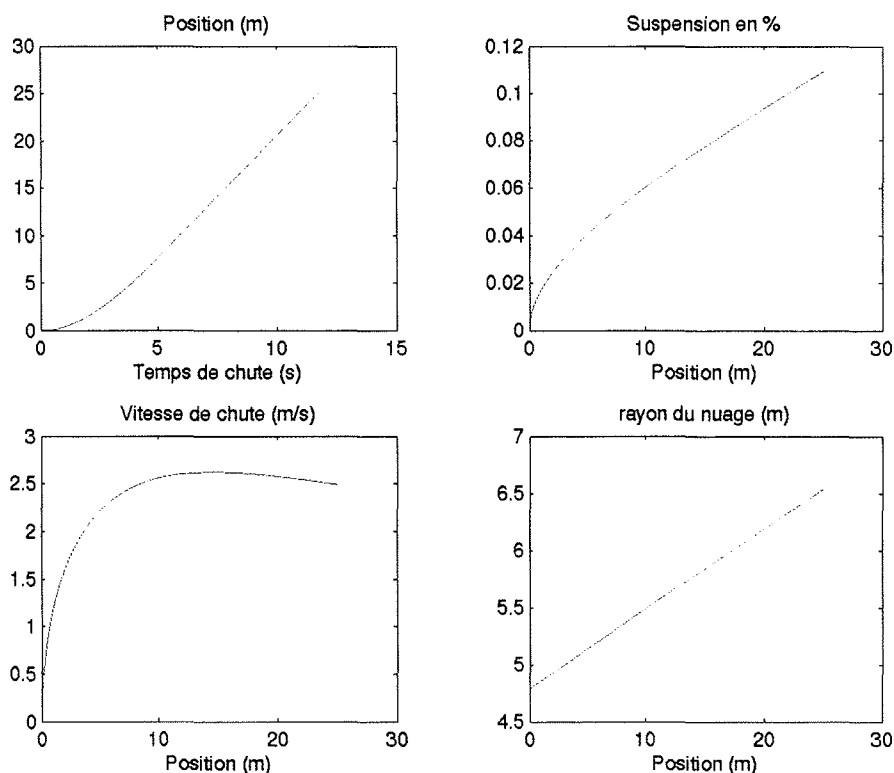 Position (m)
30
25
20
15
10
5
0
0 5 10 15
Temps de chute (s)
Suspension en %
0.12
0.1
0.08
0.06
0.04
0.02
0
0 10 20 30
Position (m)
Vitesse de chute (m/s)
3
2.5
2
1.5
1
0.5
0
0 10 20 30
Position (m)
rayon du nuage (m)
7
6.5
6
5.5
5
4.5
0 10 20 30
Position (m)